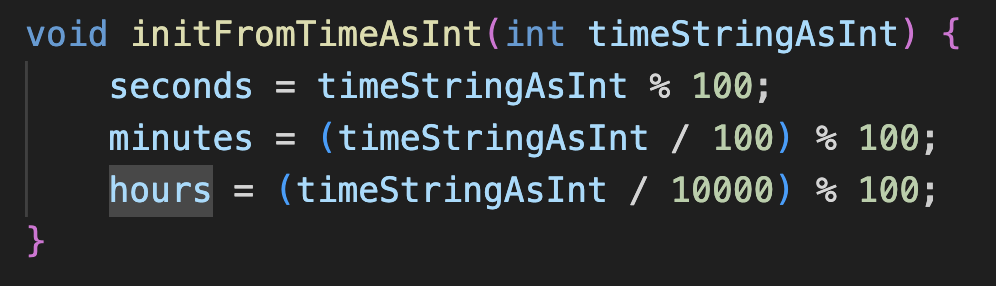 void initFromTimeAsInt(int timeStringAsInt) {
    seconds = timeStringAsInt % 100;
    minutes = (timeStringAsInt / 100) % 100;
    hours = (timeStringAsInt / 10000) % 100;
}